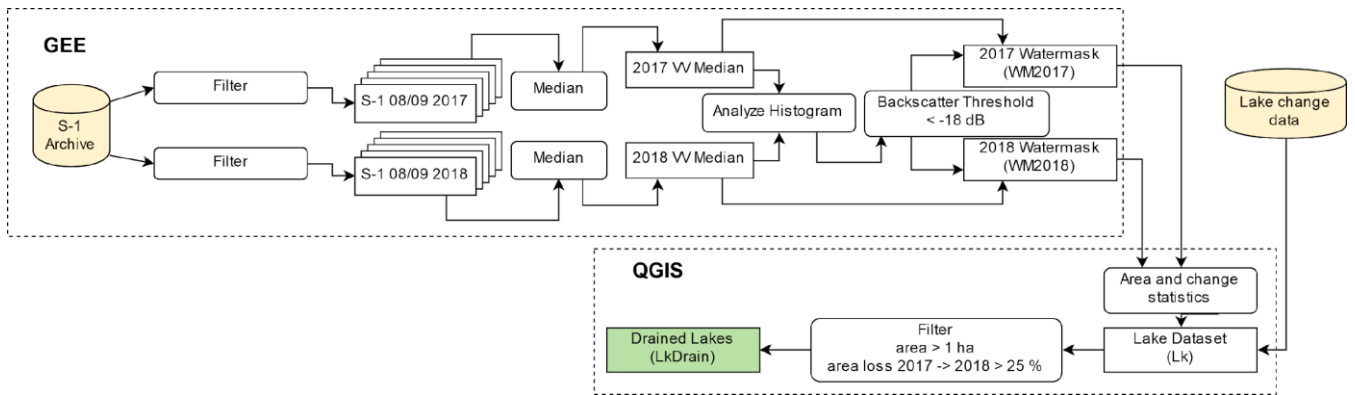 GEE
S-1
Archive
Filter
Filter
S-1 08/09 2017
S-1 08/09 2018
Median
Median
2017 VV Median
2018 VV Median
Analyze Histogram
Backscatter Threshold
< -18 dB
2017 Watermask
(WM2017)
2018 Watermask
(WM2018)
Lake change
data
QGIS
Area and change
statistics
Lake Dataset
(Lk)
Filter
area > 1 ha
area loss 2017 -> 2018 > 25 %
Drained Lakes
(LkDrain)